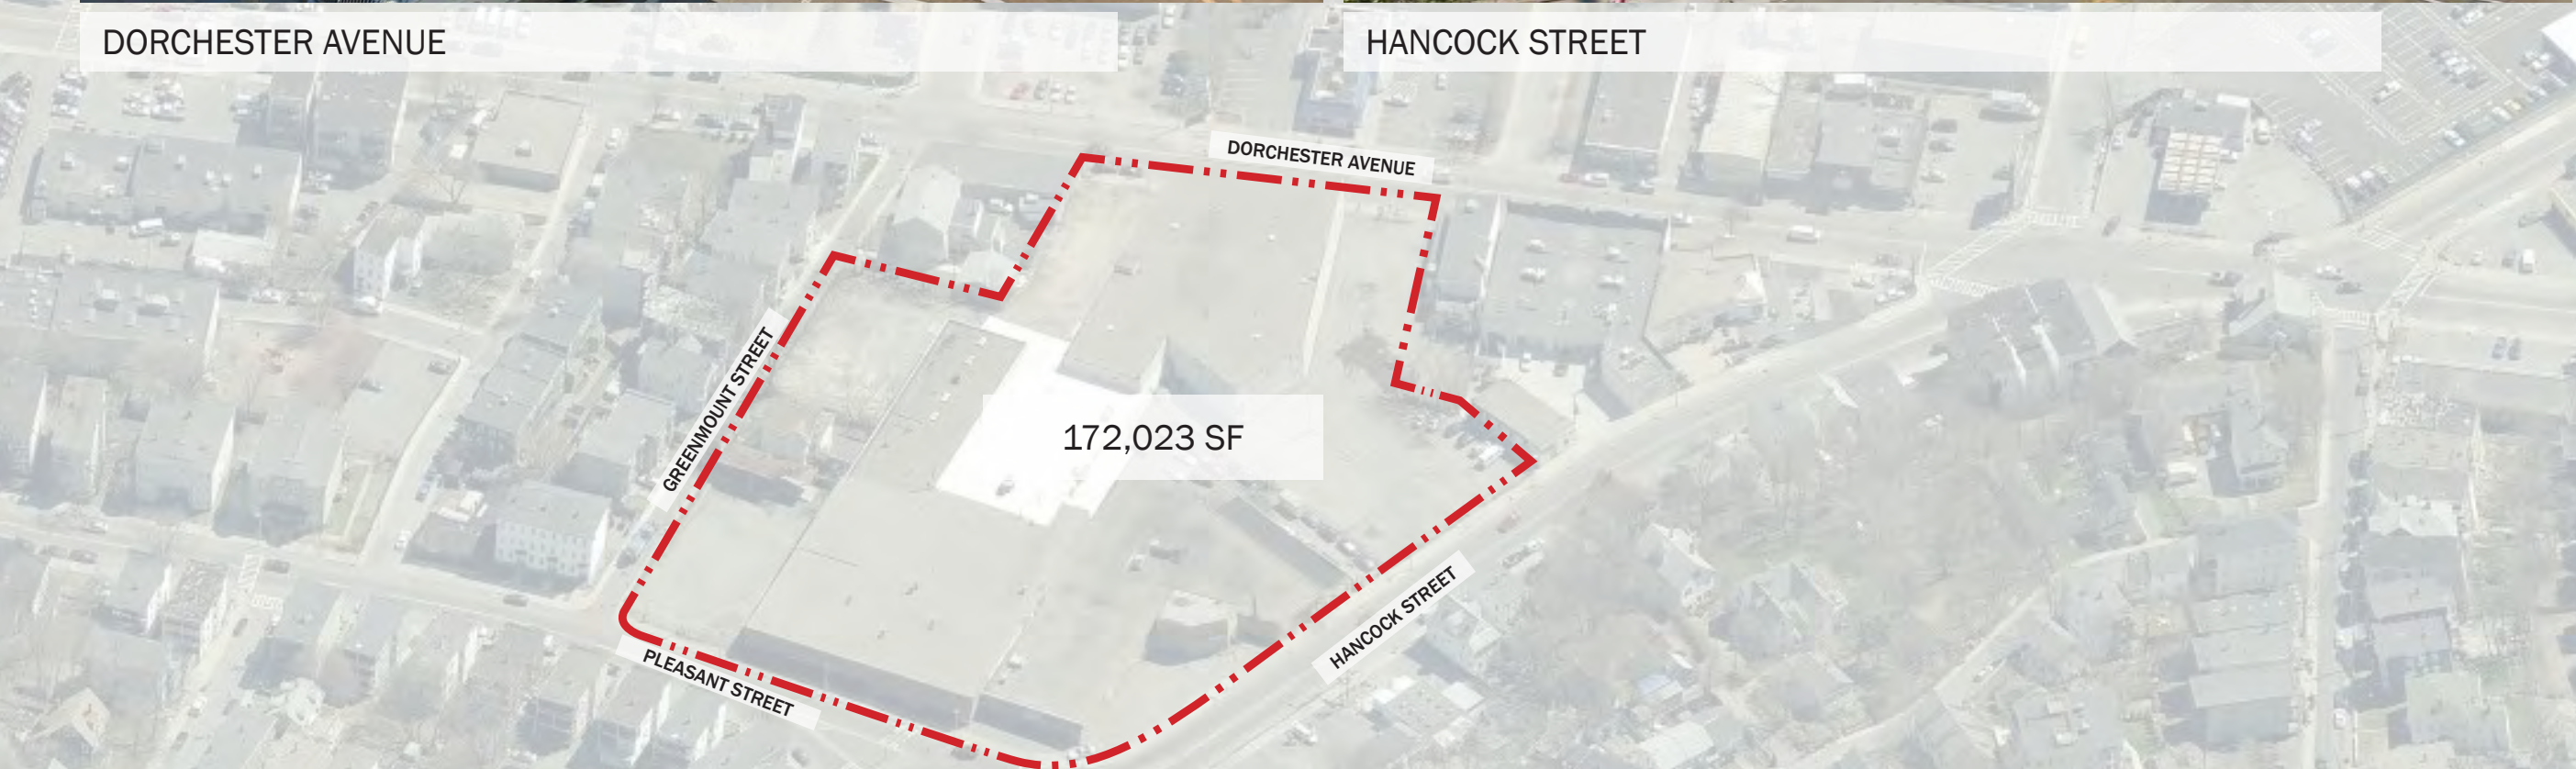 DORCHESTER AVENUE
HANCOCK STREET
DORCHESTER AVENUE
GREENMOUNT STREET
172,023 SF
HANCOCK STREET
PLEASANT STREET